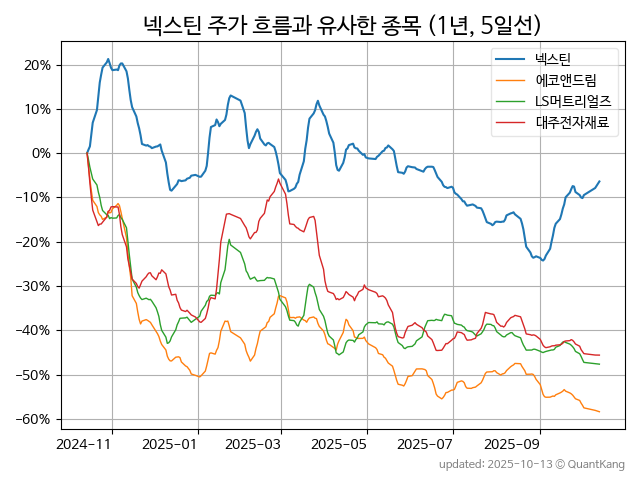 넥스틴 주가 흐름과 유사한 종목 (1년, 5일선)
넥스틴
에코앤드림
LS머트리얼즈
대주전자재료
20%
10%
0%
−10%
−20%
−30%
−40%
−50%
−60%
2024-11
2025-01
2025-03
2025-05
2025-07
2025-09
updated: 2025-10-13 ⓒ QuantKang